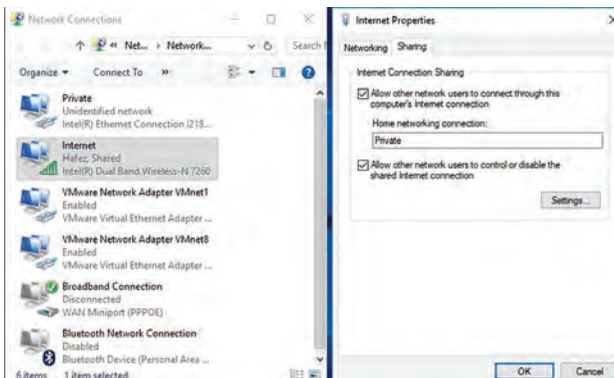 Network Connections
« Net... › Network...
Search
Organize
Connect To
»
Private
Unidentified network
Intel(R) Ethernet Connection I218...
Internet
Hafez, Shared
Intel(R) Dual Band Wireless-N 7260
VMware Network Adapter VMnet1
Enabled
VMware Virtual Ethernet Adapter ...
VMware Network Adapter VMnet8
Enabled
VMware Virtual Ethernet Adapter ...
Broadband Connection
Disconnected
WAN Miniport (PPPOE)
Bluetooth Network Connection
Disabled
Bluetooth Device (Personal Area ...
6 items 1 item selected
Internet Properties
Networking Sharing
Internet Connection Sharing
Allow other network users to connect through this
computer's Internet connection
Home networking connection:
Private
Allow other network users to control or disable the
shared Internet connection
Settings...
OK Cancel